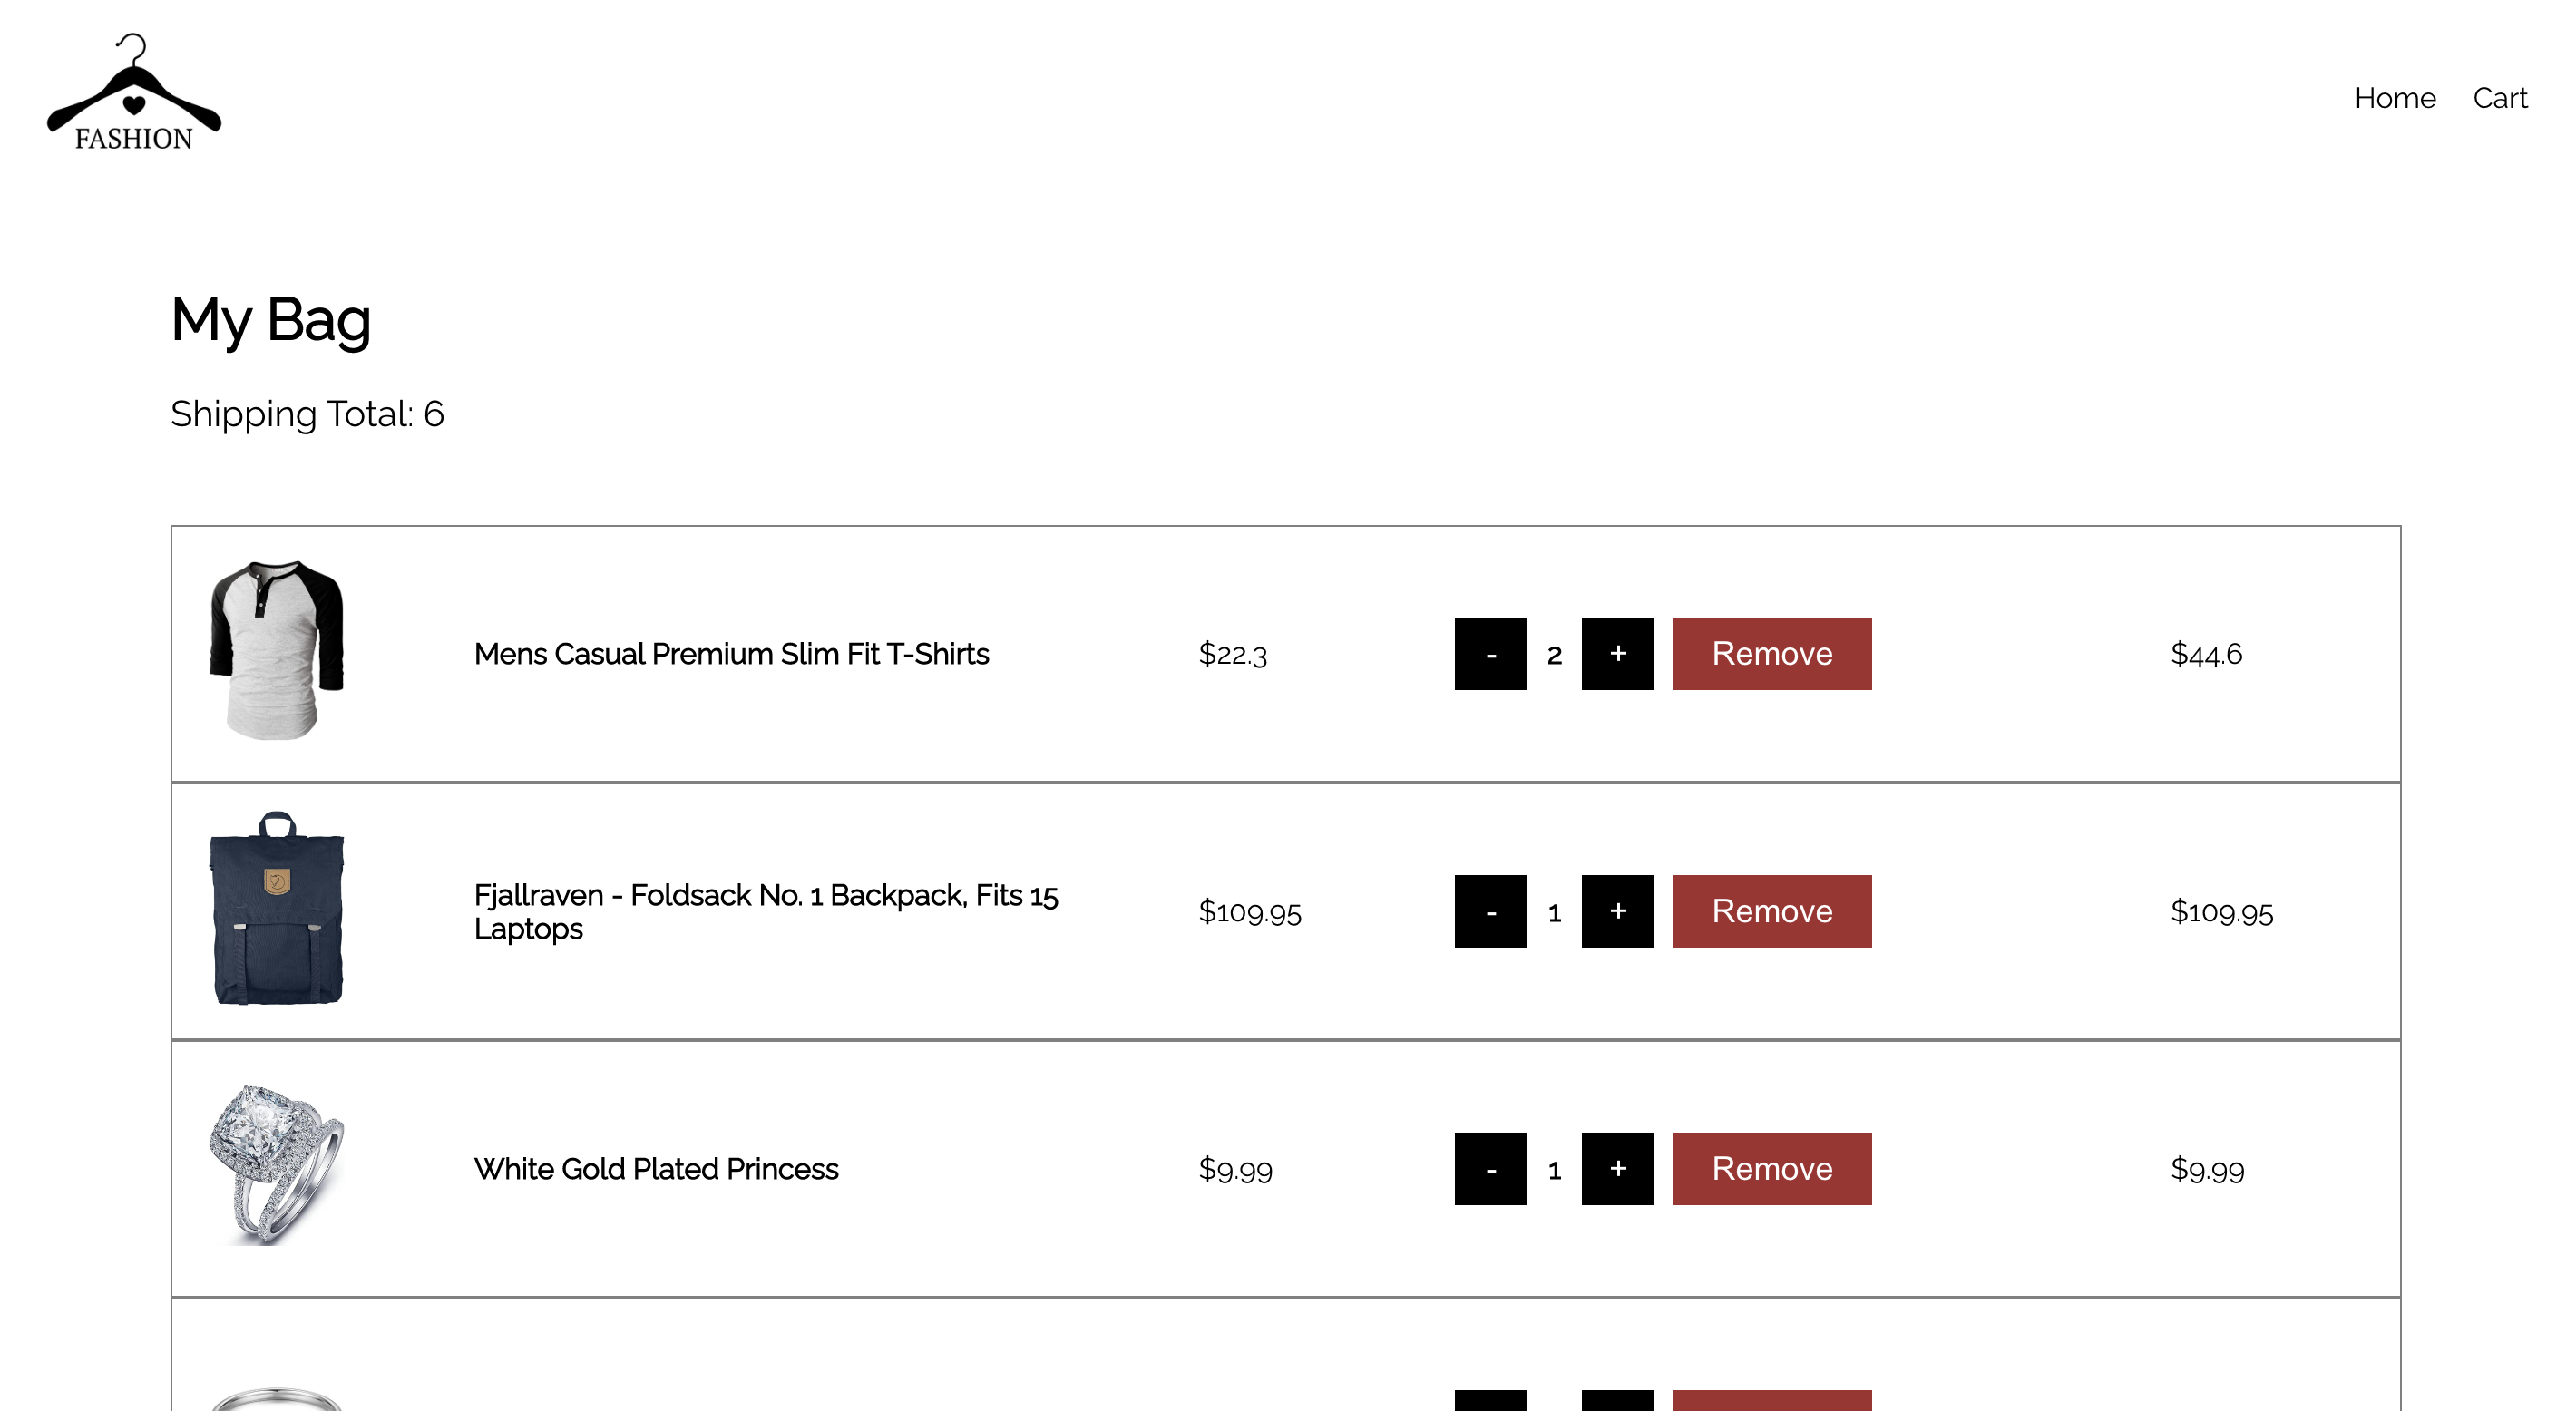 FASHION
Home Cart
My Bag
Shipping Total: 6
Mens Casual Premium Slim Fit T-Shirts $22.3 - 2 + Remove $44.6
Fjallraven - Foldsack No. 1 Backpack, Fits 15
Laptops
$109.95 - 1 + Remove $109.95
White Gold Plated Princess $9.99 - 1 + Remove $9.99